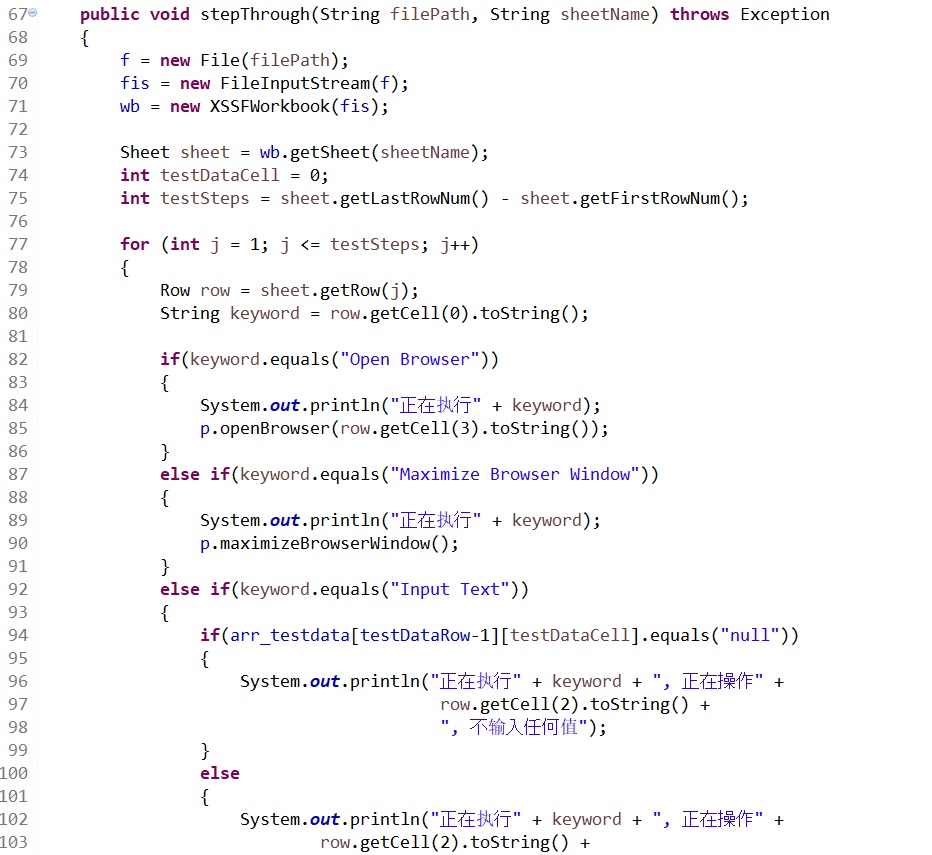 67 public void stepThrough(String filePath, String sheetName) throws Exception
68 {
69 f = new File(filePath);
70 fis = new FileInputStream(f);
71 wb = new XSSFWorkbook(fis);
72
73 Sheet sheet = wb.getSheet(sheetName);
74 int testDataCell = 0;
75 int testSteps = sheet.getLastRowNum() - sheet.getFirstRowNum();
76
77 for (int j = 1; j <= testSteps; j++)
78 {
79 Row row = sheet.getRow(j);
80 String keyword = row.getCell(0).toString();
81
82 if(keyword.equals("Open Browser"))
83 {
84 System.out.println("正在执行" + keyword);
85 p.openBrowser(row.getCell(3).toString());
86 }
87 else if(keyword.equals("Maximize Browser Window"))
88 {
89 System.out.println("正在执行" + keyword);
90 p.maximizeBrowserWindow();
91 }
92 else if(keyword.equals("Input Text"))
93 {
94 if(arr_testdata[testDataRow-1][testDataCell].equals("null"))
95 {
96 System.out.println("正在执行" + keyword + ", 正在操作" +
97 row.getCell(2).toString() +
98 ", 不输入任何值");
99 }
100 else
101 {
102 System.out.println("正在执行" + keyword + ", 正在操作" +
103 row.getCell(2).toString() +